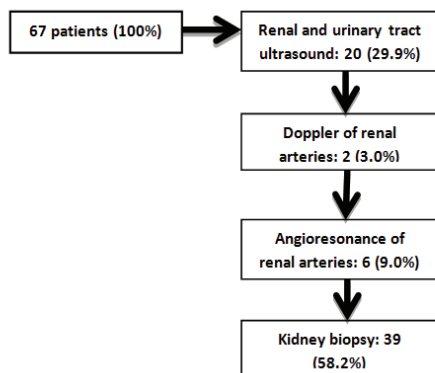 67 patients (100%)
Renal and urinary tract
ultrasound: 20 (29.9%)
Doppler of renal
arteries: 2 (3.0%)
Angioresonance of
renal arteries: 6 (9.0%)
Kidney biopsy: 39
(58.2%)